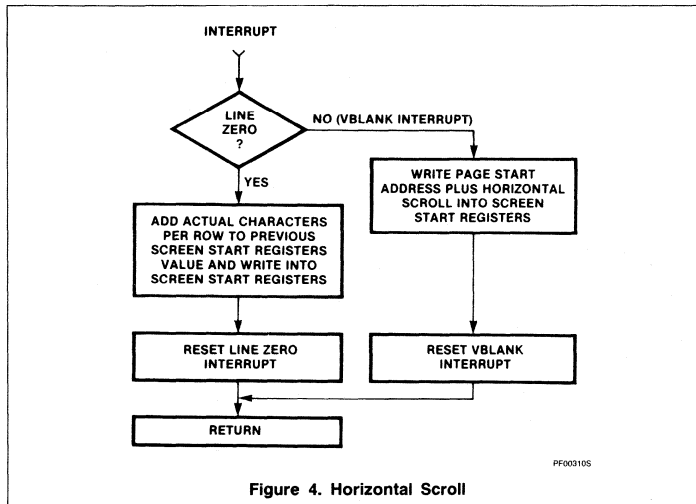 INTERRUPT
LINE
ZERO
?
NO (VBLANK INTERRUPT)
YES
WRITE PAGE START
ADDRESS PLUS HORIZONTAL
SCROLL INTO SCREEN
START REGISTERS
ADD ACTUAL CHARACTERS
PER ROW TO PREVIOUS
SCREEN START REGISTERS
VALUE AND WRITE INTO
SCREEN START REGISTERS
RESET LINE ZERO
INTERRUPT
RESET VBLANK
INTERRUPT
RETURN
PF00310S
Figure 4. Horizontal Scroll